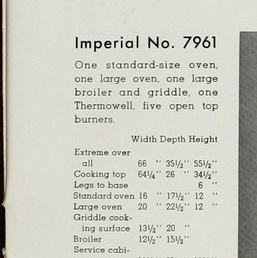 Imperial No. 7961
One standard-size oven,
one large oven, one large
broiler and griddle, one
Thermowell, five open top
burners.
Width Depth Height
Extreme over
all 66 " 35½" 55½"
Cooking top 64¼" 26 " 34½"
Legs to base 6 "
Standard oven 16 " 17½" 12 "
Large oven 20 " 22½" 12 "
Griddle cook-
ing surface 13½" 20 "
Broiler 12½" 15½"
Service cabi-